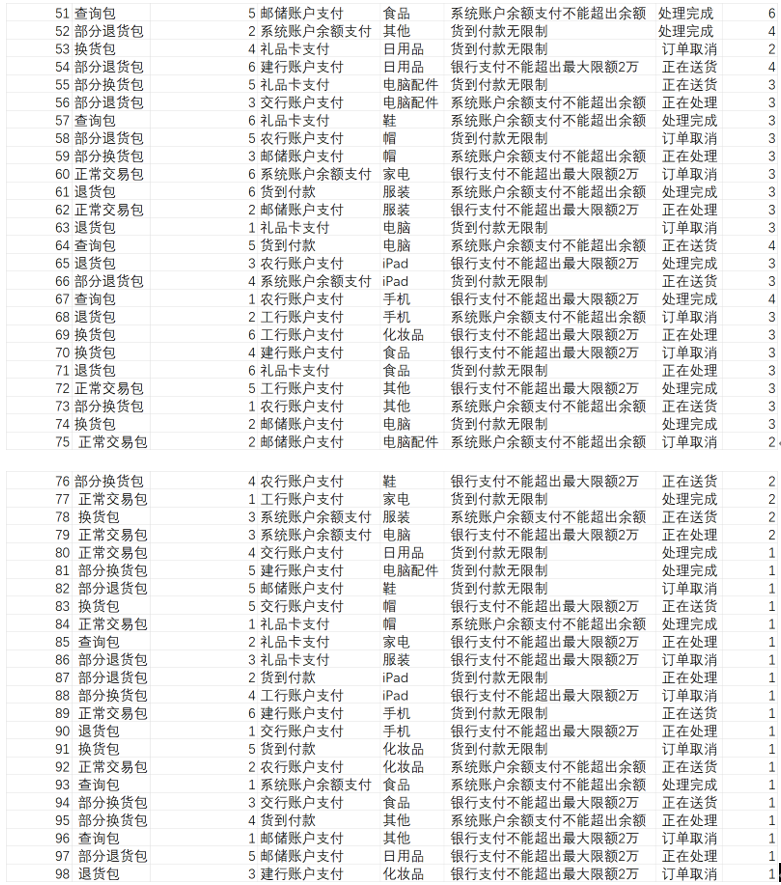 51 查询包 5 邮储账户支付 食品 系统账户余额支付不能超出余额 处理完成 6
52 部分退货包 2 系统账户余额支付 其他 货到付款无限制 处理完成 4
53 换货包 4 礼品卡支付 日用品 货到付款无限制 订单取消 2
54 部分退货包 6 建行账户支付 日用品 银行支付不能超出最大限额2万 正在送货 4
55 部分换货包 5 礼品卡支付 电脑配件 货到付款无限制 正在送货 3
56 部分退货包 3 交行账户支付 电脑配件 系统账户余额支付不能超出余额 正在处理 3
57 查询包 6 礼品卡支付 鞋 系统账户余额支付不能超出余额 处理完成 3
58 部分退货包 5 农行账户支付 帽 货到付款无限制 订单取消 3
59 部分换货包 3 邮储账户支付 帽 系统账户余额支付不能超出余额 正在处理 3
60 正常交易包 6 系统账户余额支付 家电 银行支付不能超出最大限额2万 订单取消 3
61 退货包 6 货到付款 服装 系统账户余额支付不能超出余额 处理完成 3
62 正常交易包 2 邮储账户支付 服装 银行支付不能超出最大限额2万 正在处理 3
63 退货包 1 礼品卡支付 电脑 货到付款无限制 订单取消 3
64 查询包 5 货到付款 电脑 系统账户余额支付不能超出余额 正在送货 4
65 退货包 3 农行账户支付 iPad 银行支付不能超出最大限额2万 处理完成 3
66 部分退货包 4 系统账户余额支付 iPad 货到付款无限制 正在送货 3
67 查询包 1 农行账户支付 手机 银行支付不能超出最大限额2万 处理完成 4
68 退货包 2 工行账户支付 手机 系统账户余额支付不能超出余额 订单取消 3
69 换货包 6 工行账户支付 化妆品 银行支付不能超出最大限额2万 正在处理 3
70 换货包 4 建行账户支付 食品 银行支付不能超出最大限额2万 订单取消 3
71 退货包 6 礼品卡支付 食品 货到付款无限制 正在处理 3
72 正常交易包 5 工行账户支付 其他 银行支付不能超出最大限额2万 处理完成 3
73 部分换货包 1 农行账户支付 其他 系统账户余额支付不能超出余额 正在送货 3
74 换货包 2 邮储账户支付 电脑 货到付款无限制 处理完成 3
75 正常交易包 2 邮储账户支付 电脑配件 系统账户余额支付不能超出余额 订单取消 2
76 部分换货包 4 农行账户支付 鞋 银行支付不能超出最大限额2万 正在送货 2
77 正常交易包 1 工行账户支付 家电 货到付款无限制 处理完成 2
78 换货包 3 系统账户余额支付 服装 系统账户余额支付不能超出余额 正在送货 2
79 正常交易包 3 系统账户余额支付 电脑 银行支付不能超出最大限额2万 正在处理 2
80 正常交易包 4 交行账户支付 日用品 货到付款无限制 处理完成 1
81 部分换货包 5 建行账户支付 电脑配件 货到付款无限制 处理完成 1
82 部分退货包 5 邮储账户支付 鞋 货到付款无限制 订单取消 1
83 换货包 5 交行账户支付 帽 银行支付不能超出最大限额2万 正在送货 1
84 正常交易包 1 礼品卡支付 帽 系统账户余额支付不能超出余额 处理完成 1
85 查询包 2 礼品卡支付 家电 银行支付不能超出最大限额2万 正在处理 1
86 部分退货包 3 礼品卡支付 服装 银行支付不能超出最大限额2万 订单取消 1
87 部分退货包 2 货到付款 iPad 货到付款无限制 正在处理 1
88 部分换货包 4 工行账户支付 iPad 银行支付不能超出最大限额2万 订单取消 1
89 正常交易包 6 建行账户支付 手机 货到付款无限制 正在送货 1
90 退货包 1 交行账户支付 手机 银行支付不能超出最大限额2万 正在处理 1
91 换货包 5 货到付款 化妆品 货到付款无限制 订单取消 1
92 正常交易包 2 农行账户支付 化妆品 系统账户余额支付不能超出余额 正在送货 1
93 查询包 1 系统账户余额支付 食品 系统账户余额支付不能超出余额 处理完成 1
94 部分换货包 3 交行账户支付 食品 银行支付不能超出最大限额2万 正在送货 1
95 部分换货包 4 货到付款 其他 系统账户余额支付不能超出余额 正在送货 1
96 查询包 1 邮储账户支付 其他 银行支付不能超出最大限额2万 订单取消 1
97 部分退货包 5 邮储账户支付 日用品 银行支付不能超出最大限额2万 正在处理 1
98 退货包 3 建行账户支付 化妆品 银行支付不能超出最大限额2万 订单取消 1